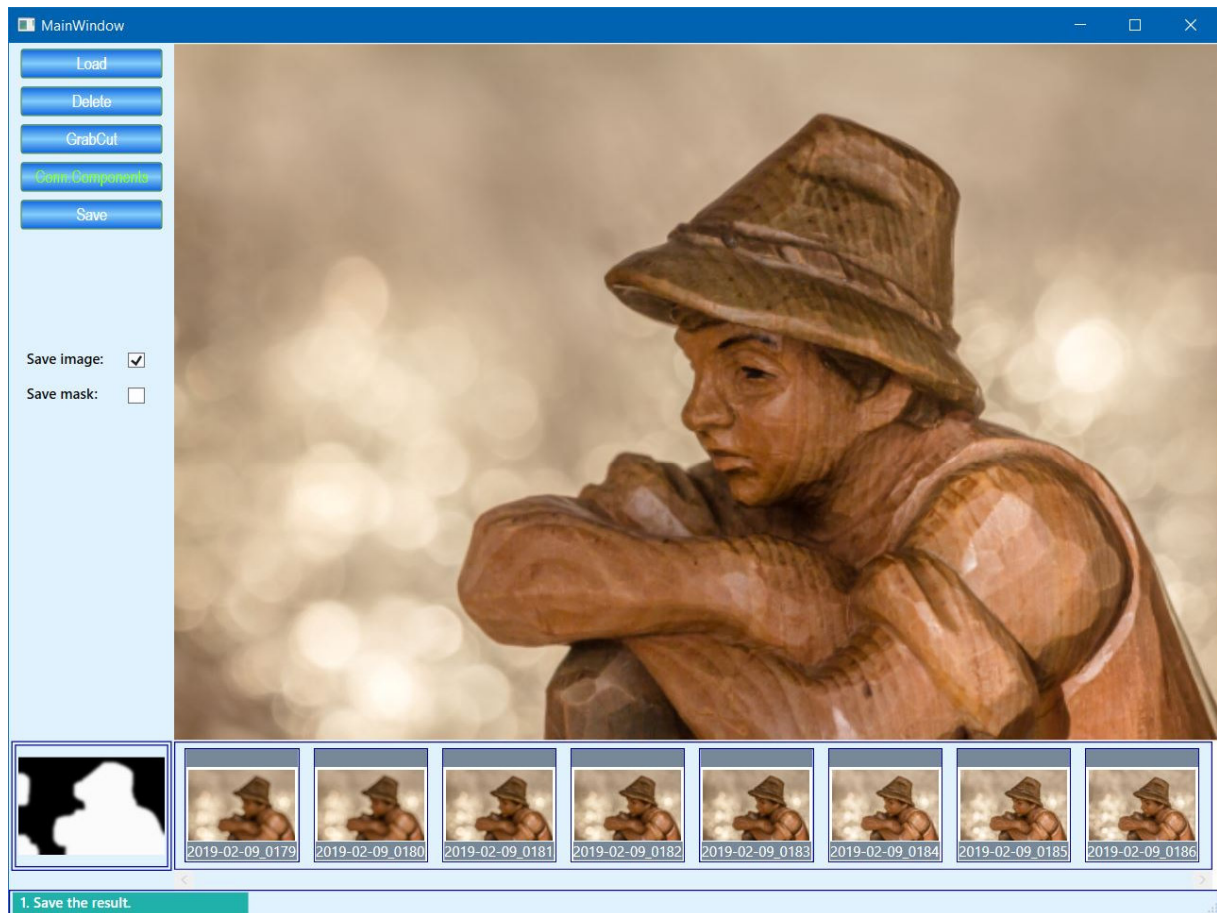 MainWindow
Load
Delete
GrabCut
Conn.Components
Save
Save image:
Save mask:
2019-02-09_0179
2019-02-09_0180
2019-02-09_0181
2019-02-09_0182
2019-02-09_0183
2019-02-09_0184
2019-02-09_0185
2019-02-09_0186
1. Save the result.